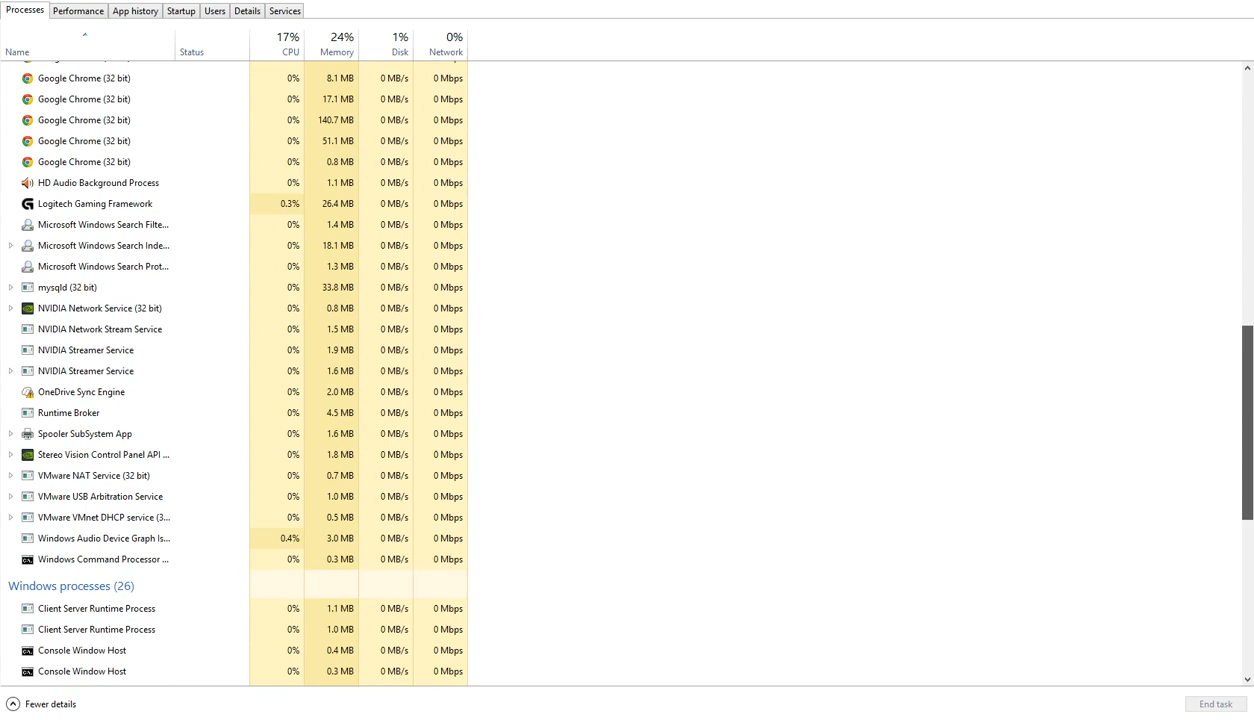 Processes Performance App history Startup Users Details Services
17% 24% 1% 0%
Name Status CPU Memory Disk Network
Google Chrome (32 bit) 0% 8.1 MB 0 MB/s 0 Mbps
Google Chrome (32 bit) 0% 17.1 MB 0 MB/s 0 Mbps
Google Chrome (32 bit) 0% 140.7 MB 0 MB/s 0 Mbps
Google Chrome (32 bit) 0% 51.1 MB 0 MB/s 0 Mbps
Google Chrome (32 bit) 0% 0.8 MB 0 MB/s 0 Mbps
HD Audio Background Process 0% 1.1 MB 0 MB/s 0 Mbps
Logitech Gaming Framework 0.3% 26.4 MB 0 MB/s 0 Mbps
Microsoft Windows Search Filte... 0% 1.4 MB 0 MB/s 0 Mbps
Microsoft Windows Search Inde... 0% 18.1 MB 0 MB/s 0 Mbps
Microsoft Windows Search Prot... 0% 1.3 MB 0 MB/s 0 Mbps
mysqld (32 bit) 0% 33.8 MB 0 MB/s 0 Mbps
NVIDIA Network Service (32 bit) 0% 0.8 MB 0 MB/s 0 Mbps
NVIDIA Network Stream Service 0% 1.5 MB 0 MB/s 0 Mbps
NVIDIA Streamer Service 0% 1.9 MB 0 MB/s 0 Mbps
NVIDIA Streamer Service 0% 1.6 MB 0 MB/s 0 Mbps
OneDrive Sync Engine 0% 2.0 MB 0 MB/s 0 Mbps
Runtime Broker 0% 4.5 MB 0 MB/s 0 Mbps
Spooler SubSystem App 0% 1.6 MB 0 MB/s 0 Mbps
Stereo Vision Control Panel API ... 0% 1.8 MB 0 MB/s 0 Mbps
VMware NAT Service (32 bit) 0% 0.7 MB 0 MB/s 0 Mbps
VMware USB Arbitration Service 0% 1.0 MB 0 MB/s 0 Mbps
VMware VMnet DHCP service (3... 0% 0.5 MB 0 MB/s 0 Mbps
Windows Audio Device Graph Is... 0.4% 3.0 MB 0 MB/s 0 Mbps
Windows Command Processor ... 0% 0.3 MB 0 MB/s 0 Mbps
Windows processes (26)
Client Server Runtime Process 0% 1.1 MB 0 MB/s 0 Mbps
Client Server Runtime Process 0% 1.0 MB 0 MB/s 0 Mbps
Console Window Host 0% 0.4 MB 0 MB/s 0 Mbps
Console Window Host 0% 0.3 MB 0 MB/s 0 Mbps
Fewer details End task